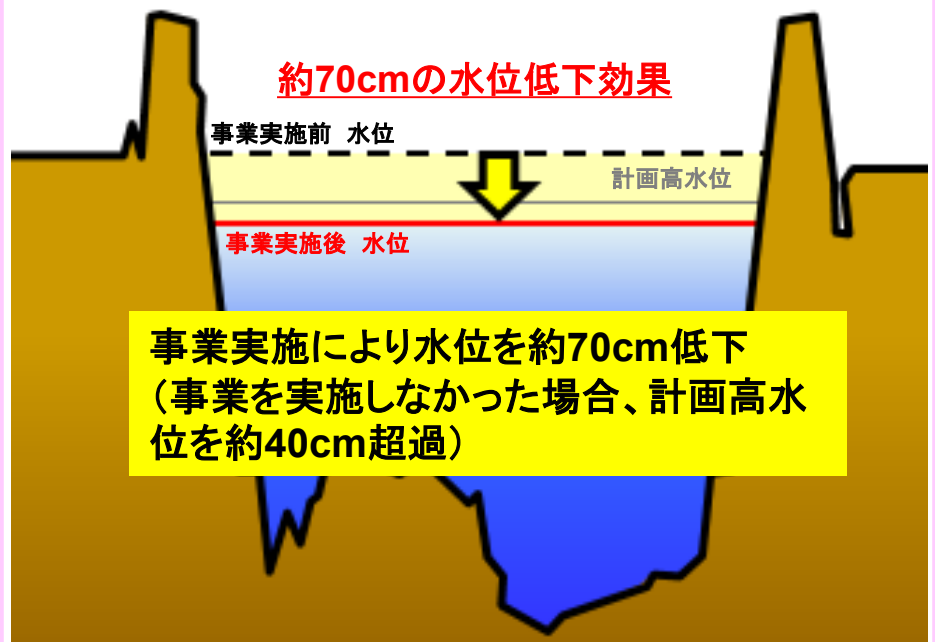 約70cmの水位低下効果
事業実施前　水位
計画高水位
事業実施後　水位
事業実施により水位を約70cm低下
（事業を実施しなかった場合、計画高水
位を約40cm超過）